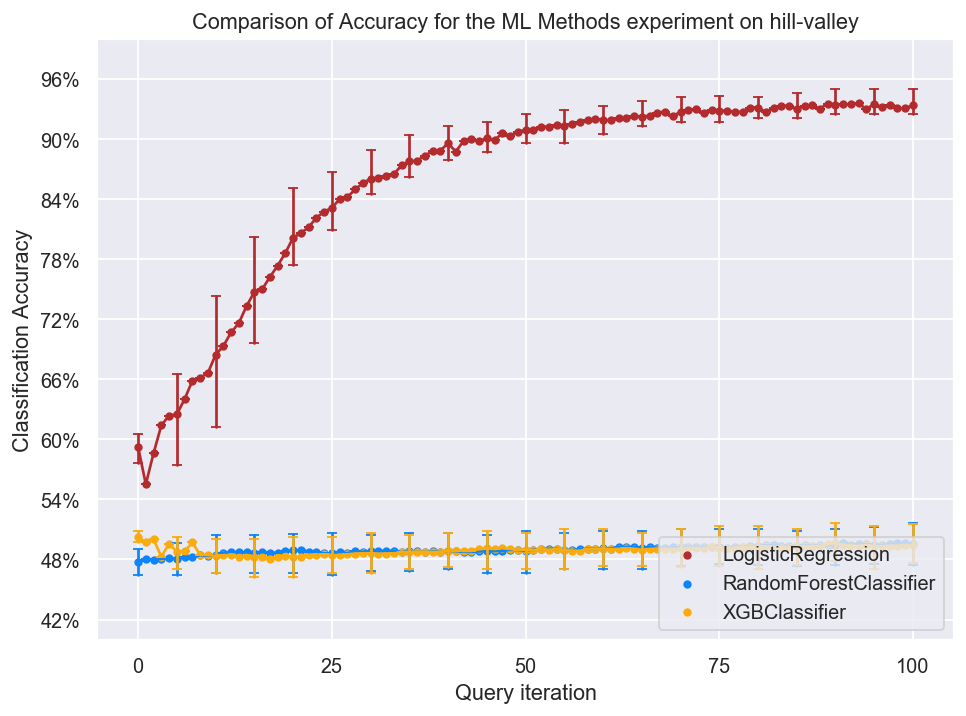 Comparison of Accuracy for the ML Methods experiment on hill-valley
96%
90%
84%
78%
72%
66%
60%
54%
48%
42%
Classification Accuracy
LogisticRegression
RandomForestClassifier
XGBClassifier
0 25 50 75 100
Query iteration